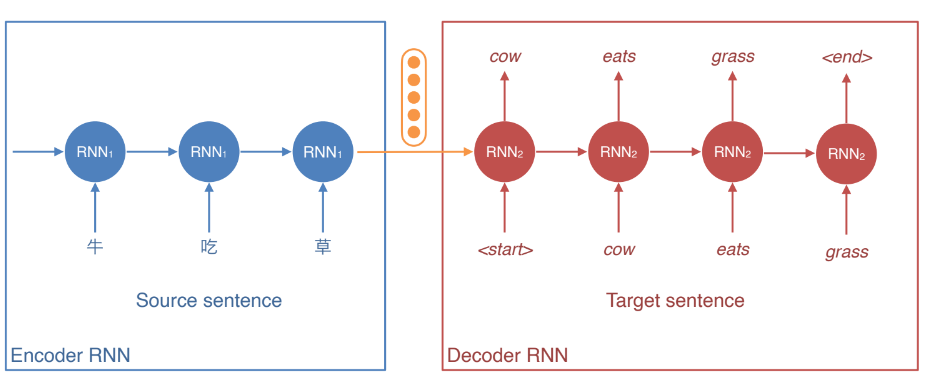 cow eats grass <end>
RNN₁ RNN₁ RNN₁ RNN₂ RNN₂ RNN₂ RNN₂
牛 吃 草 <start> cow eats grass
Source sentence
Target sentence
Encoder RNN
Decoder RNN